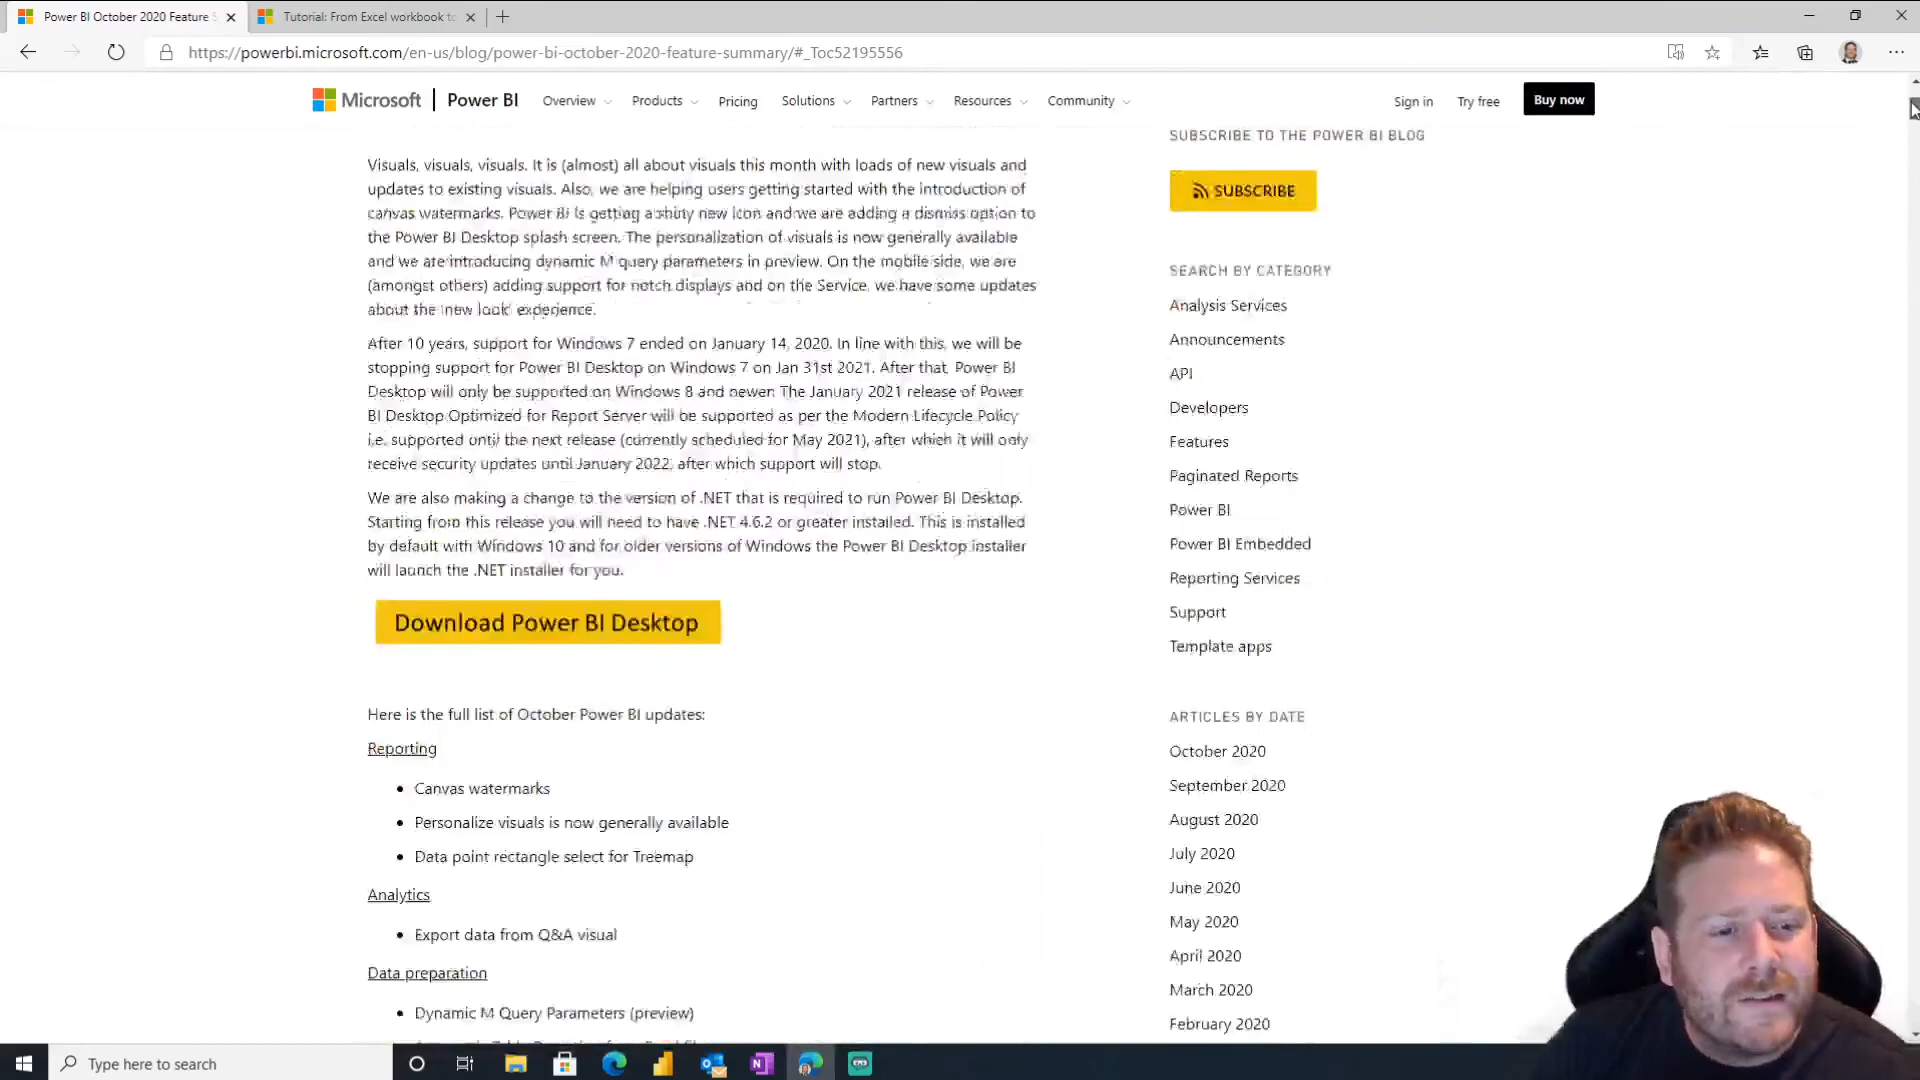 Power BI October 2020 Feature S
Tutorial: From Excel workbook to
https://powerbi.microsoft.com/en-us/blog/power-bi-october-2020-feature-summary/#_Toc52195556
Microsoft Power BI Overview Products Pricing Solutions Partners Resources Community Sign in Try free Buy now
Visuals, visuals, visuals. It is (almost) all about visuals this month with loads of new visuals and
updates to existing visuals. Also, we are helping users getting started with the introduction of
canvas watermarks. Power BI is getting a shiny new icon and we are adding a dismiss option to
the Power BI Desktop splash screen. The personalization of visuals is now generally available
and we are introducing dynamic M query parameters in preview. On the mobile side, we are
(amongst others) adding support for notch displays and on the Service, we have some updates
about the 'new look' experience.
After 10 years, support for Windows 7 ended on January 14, 2020. In line with this, we will be
stopping support for Power BI Desktop on Windows 7 on Jan 31st 2021. After that, Power BI
Desktop will only be supported on Windows 8 and newer. The January 2021 release of Power
BI Desktop Optimized for Report Server will be supported as per the Modern Lifecycle Policy
i.e. supported until the next release (currently scheduled for May 2021), after which it will only
receive security updates until January 2022, after which support will stop.
We are also making a change to the version of .NET that is required to run Power BI Desktop.
Starting from this release you will need to have .NET 4.6.2 or greater installed. This is installed
by default with Windows 10 and for older versions of Windows the Power BI Desktop installer
will launch the .NET installer for you.
Download Power BI Desktop
Here is the full list of October Power BI updates:
Reporting
• Canvas watermarks
• Personalize visuals is now generally available
• Data point rectangle select for Treemap
Analytics
• Export data from Q&A visual
Data preparation
• Dynamic M Query Parameters (preview)
SUBSCRIBE TO THE POWER BI BLOG
SUBSCRIBE
SEARCH BY CATEGORY
Analysis Services
Announcements
API
Developers
Features
Paginated Reports
Power BI
Power BI Embedded
Reporting Services
Support
Template apps
ARTICLES BY DATE
October 2020
September 2020
August 2020
July 2020
June 2020
May 2020
April 2020
March 2020
February 2020
Type here to search